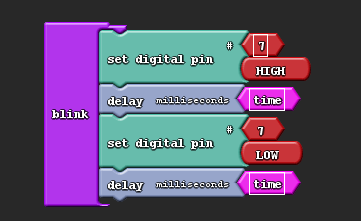 # 7
set digital pin
HIGH
delay milliseconds time
blink
# 7
set digital pin
LOW
delay milliseconds time